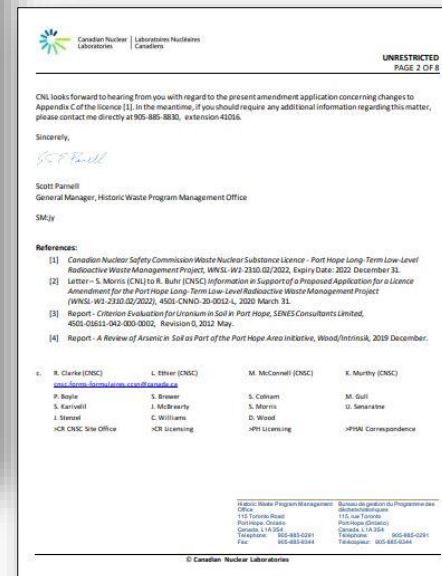 Canadian Nuclear | Laboratoires Nucléaires
Laboratories | Canadiens
UNRESTRICTED
PAGE 2 OF 8
CNL looks forward to hearing from you with regard to the present amendment application concerning changes to
Appendix C of the licence [1]. In the meantime, if you should require any additional information regarding this matter,
please contact me directly at 905-885-8830, extension 41016.
Sincerely,
Scott Parnell
General Manager, Historic Waste Program Management Office
SM:jy
References:
[1] Canadian Nuclear Safety Commission Waste Nuclear Substance Licence - Port Hope Long-Term Low-Level
Radioactive Waste Management Project, WNSL-W1-2310.02/2022, Expiry Date: 2022 December 31.
[2] Letter – S. Morris (CNL) to R. Buhr (CNSC) Information in Support of a Proposed Application for a Licence
Amendment for the Port Hope Long-Term Low-Level Radioactive Waste Management Project
(WNSL-W1-2310.02/2022), 4501-CNNO-20-0012-L, 2020 March 31.
[3] Report - Criterion Evaluation for Uranium in Soil in Port Hope, SENES Consultants Limited,
4501-01611-042-000-0002, Revision 0, 2012 May.
[4] Report - A Review of Arsenic in Soil as Part of the Port Hope Area Initiative, Wood/Intrinsik, 2019 December.
c. R. Clarke (CNSC) L. Ethier (CNSC) M. McConnell (CNSC) K. Murthy (CNSC)
cnsc.forms-formulaires.ccsn@canada.ca
P. Boyle S. Brewer S. Colnam M. Gull
S. Karivelil J. McBrearty S. Morris U. Senaratne
J. Stenzel C. Williams D. Wood
>CR CNSC Site Office >CR Licensing >PH Licensing >PHAI Correspondence
Historic Waste Program Management Bureau de gestion du Programme des
Office déchets historiques
115 Toronto Road 115, rue Toronto
Port Hope, Ontario Port Hope (Ontario)
Canada, L1A 3S4 Canada, L1A 3S4
Telephone: 905-885-0291 Téléphone: 905-885-0291
Fax: 905-885-9344 Télécopieur: 905-885-9344
© Canadian Nuclear Laboratories